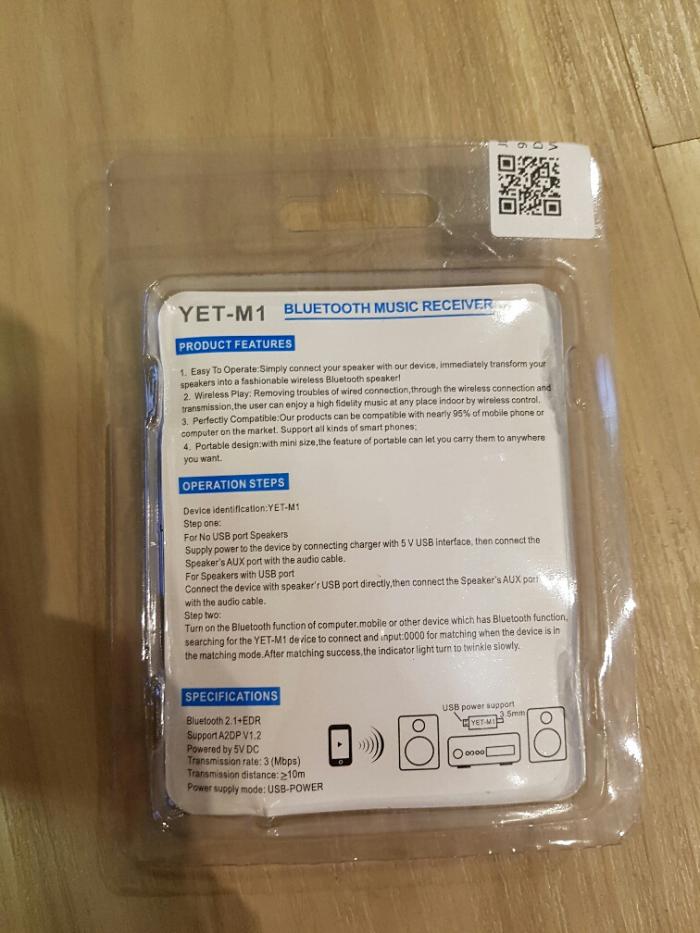 YET-M1 BLUETOOTH MUSIC RECEIVER
PRODUCT FEATURES
1. Easy To Operate:Simply connect your speaker with our device, immediately transform your
speakers into a fashionable wireless Bluetooth speaker!
2. Wireless Play: Removing troubles of wired connection,through the wireless connection and
transmission,the user can enjoy a high fidelity music at any place indoor by wireless control.
3. Perfectly Compatible:Our products can be compatible with nearly 95% of mobile phone or
computer on the market. Support all kinds of smart phones;
4. Portable design:with mini size,the feature of portable can let you carry them to anywhere
you want.
OPERATION STEPS
Device identification:YET-M1
Step one:
For No USB port Speakers
Supply power to the device by connecting charger with 5 V USB interface, then connect the
Speaker's AUX port with the audio cable.
For Speakers with USB port
Connect the device with speaker'r USB port directly,then connect the Speaker's AUX port
with the audio cable.
Step two:
Turn on the Bluetooth function of computer.mobile or other device which has Bluetooth function,
searching for the YET-M1 device to connect and input:0000 for matching when the device is in
the matching mode.After matching success,the indicator light turn to twinkle slowly.
SPECIFICATIONS
Bluetooth 2.1+EDR
Support A2DP V1.2
Powered by 5V DC
Transmission rate: 3 (Mbps)
Transmission distance: ≥10m
Power supply mode: USB-POWER
USB power support
3.5mm
YET-M1